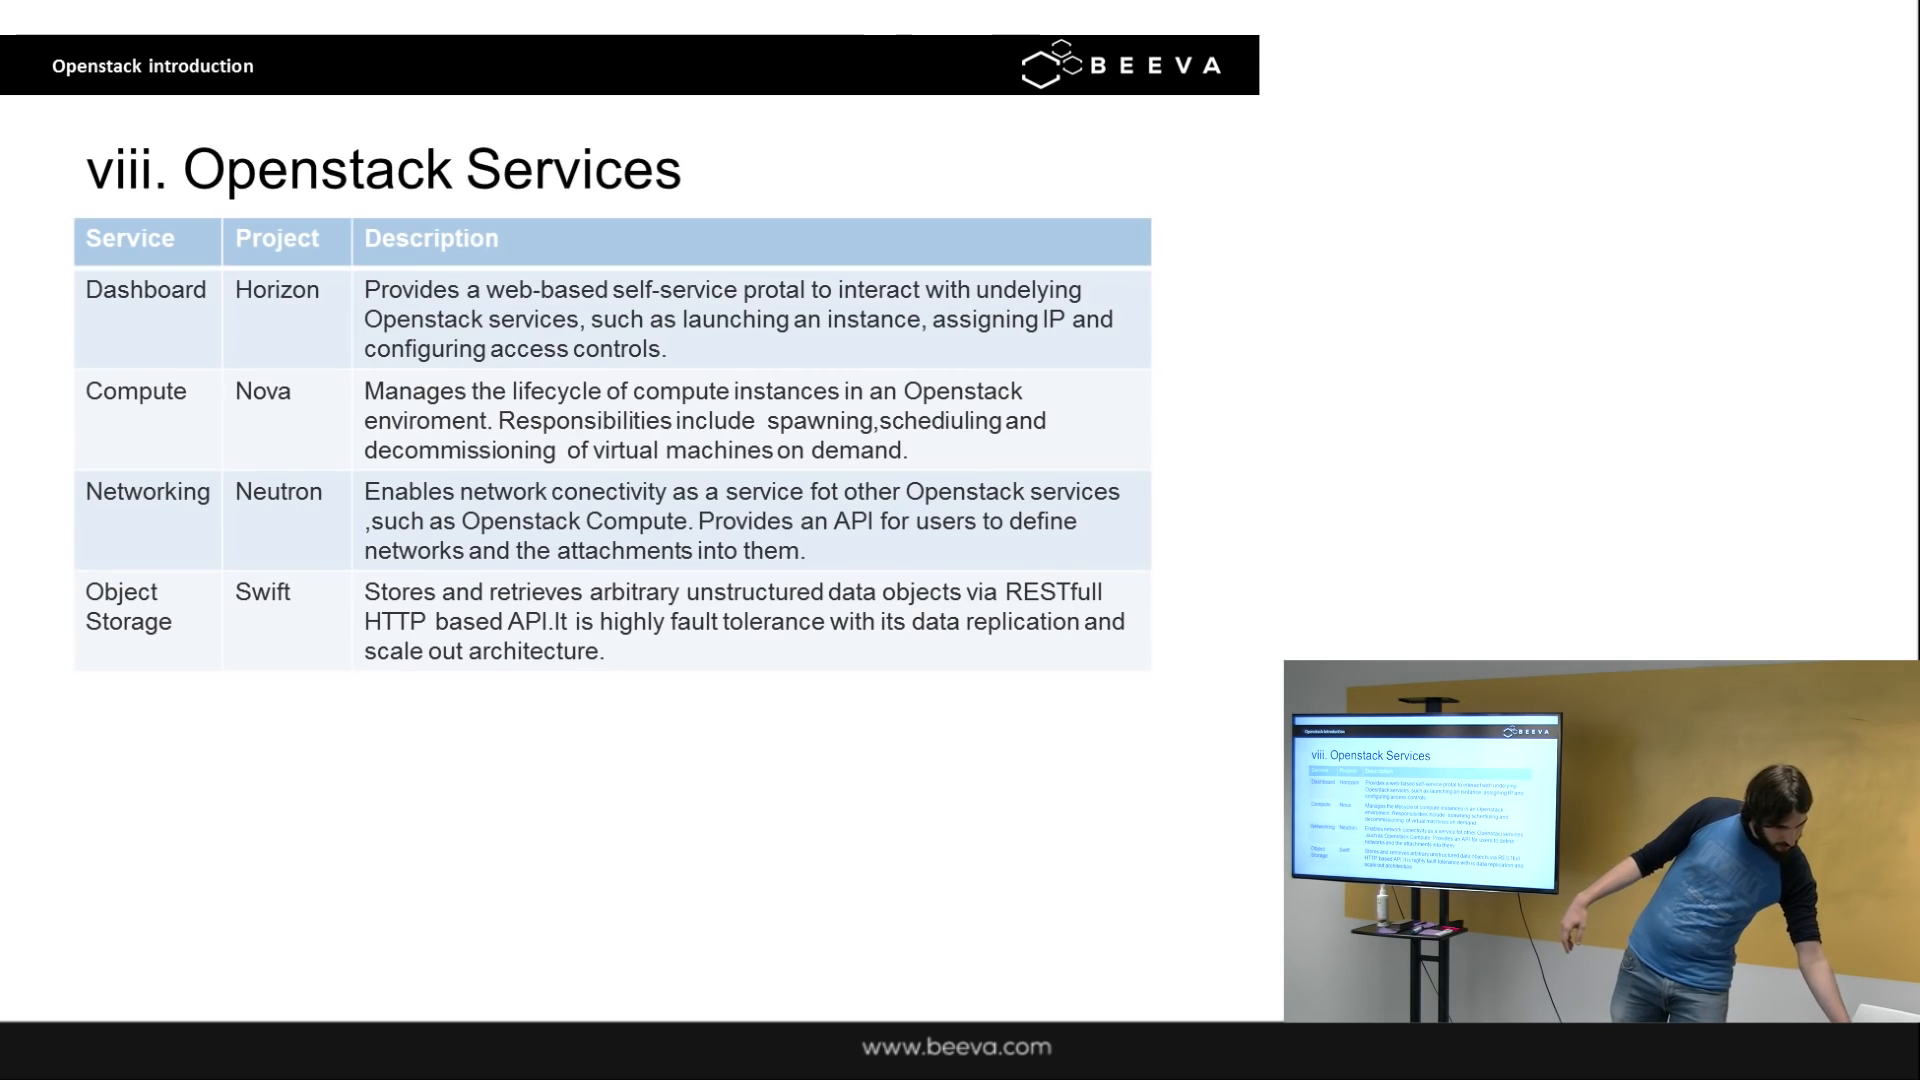 Openstack introduction
BEEVA
viii. Openstack Services
Service Project Description
Dashboard Horizon Provides a web-based self-service protal to interact with undelying
Openstack services, such as launching an instance, assigning IP and
configuring access controls.
Compute Nova Manages the lifecycle of compute instances in an Openstack
enviroment. Responsibilities include spawning,schediuling and
decommissioning of virtual machines on demand.
Networking Neutron Enables network conectivity as a service fot other Openstack services
,such as Openstack Compute. Provides an API for users to define
networks and the attachments into them.
Object Swift Stores and retrieves arbitrary unstructured data objects via RESTfull
Storage HTTP based API.It is highly fault tolerance with its data replication and
scale out architecture.
Openstack introduction
BEEVA
viii. Openstack Services
www.beeva.com